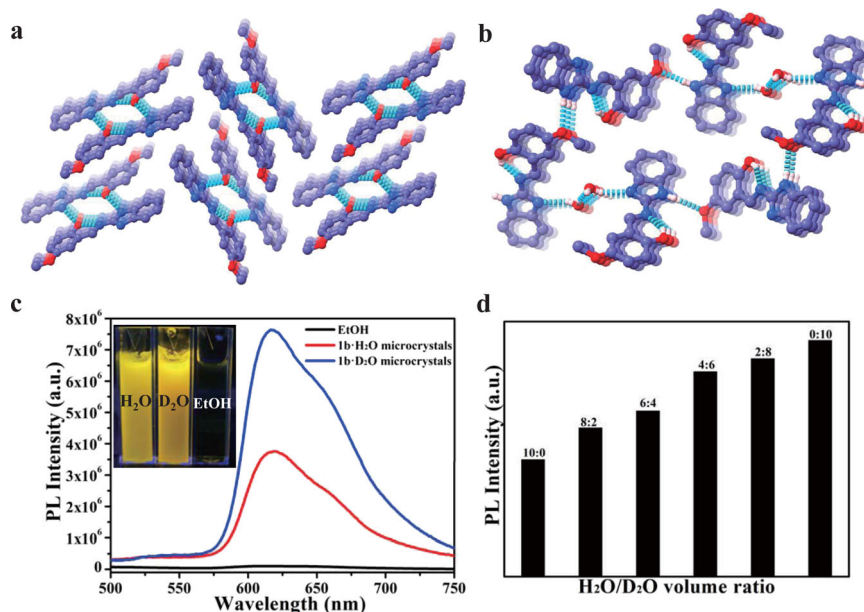 a
b
c
8x10⁶
7x10⁶
6x10⁶
5x10⁶
4x10⁶
3x10⁶
2x10⁶
1x10⁶
0
PL Intensity (a.u.)
EtOH
1b·H₂O microcrystals
1b·D₂O microcrystals
H₂O D₂O EtOH
500 550 600 650 700 750
Wavelength (nm)
d
PL Intensity (a.u.)
10:0
8:2
6:4
4:6
2:8
0:10
H₂O/D₂O volume ratio